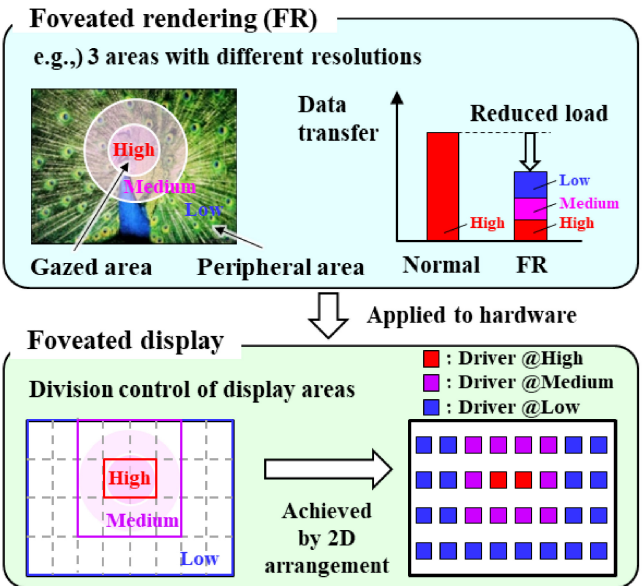 Foveated rendering (FR)
e.g.,) 3 areas with different resolutions
High
Medium
Low
Gazed area
Peripheral area
Data
transfer
Reduced load
Low
Medium
High
High
Normal
FR
Applied to hardware
Foveated display
Division control of display areas
: Driver @High
: Driver @Medium
: Driver @Low
High
Medium
Low
Achieved
by 2D
arrangement